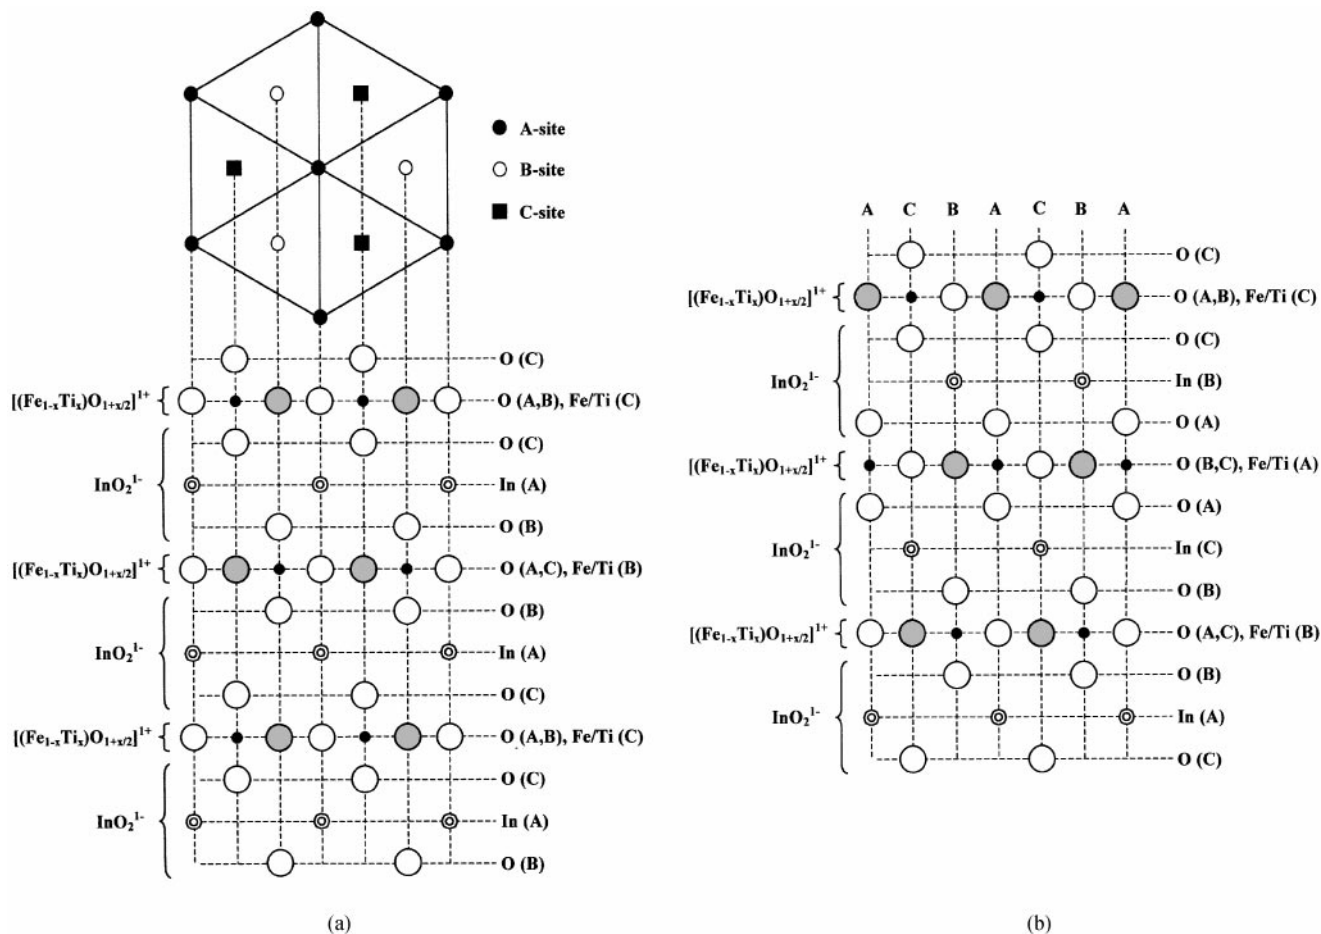 A-site
B-site
C-site
O (C)
[(Fe₁₋ₓTiₓ)O₁₊ₓ/₂]¹⁺
O (A,B), Fe/Ti (C)
O (C)
InO₂¹⁻
In (A)
O (B)
[(Fe₁₋ₓTiₓ)O₁₊ₓ/₂]¹⁺
O (A,C), Fe/Ti (B)
O (B)
InO₂¹⁻
In (A)
O (C)
[(Fe₁₋ₓTiₓ)O₁₊ₓ/₂]¹⁺
O (A,B), Fe/Ti (C)
O (C)
InO₂¹⁻
In (A)
O (B)
(a)
A C B A C B A
O (C)
[(Fe₁₋ₓTiₓ)O₁₊ₓ/₂]¹⁺
O (A,B), Fe/Ti (C)
O (C)
InO₂¹⁻
In (B)
O (A)
[(Fe₁₋ₓTiₓ)O₁₊ₓ/₂]¹⁺
O (B,C), Fe/Ti (A)
O (A)
InO₂¹⁻
In (C)
O (B)
[(Fe₁₋ₓTiₓ)O₁₊ₓ/₂]¹⁺
O (A,C), Fe/Ti (B)
O (B)
InO₂¹⁻
In (A)
O (C)
(b)